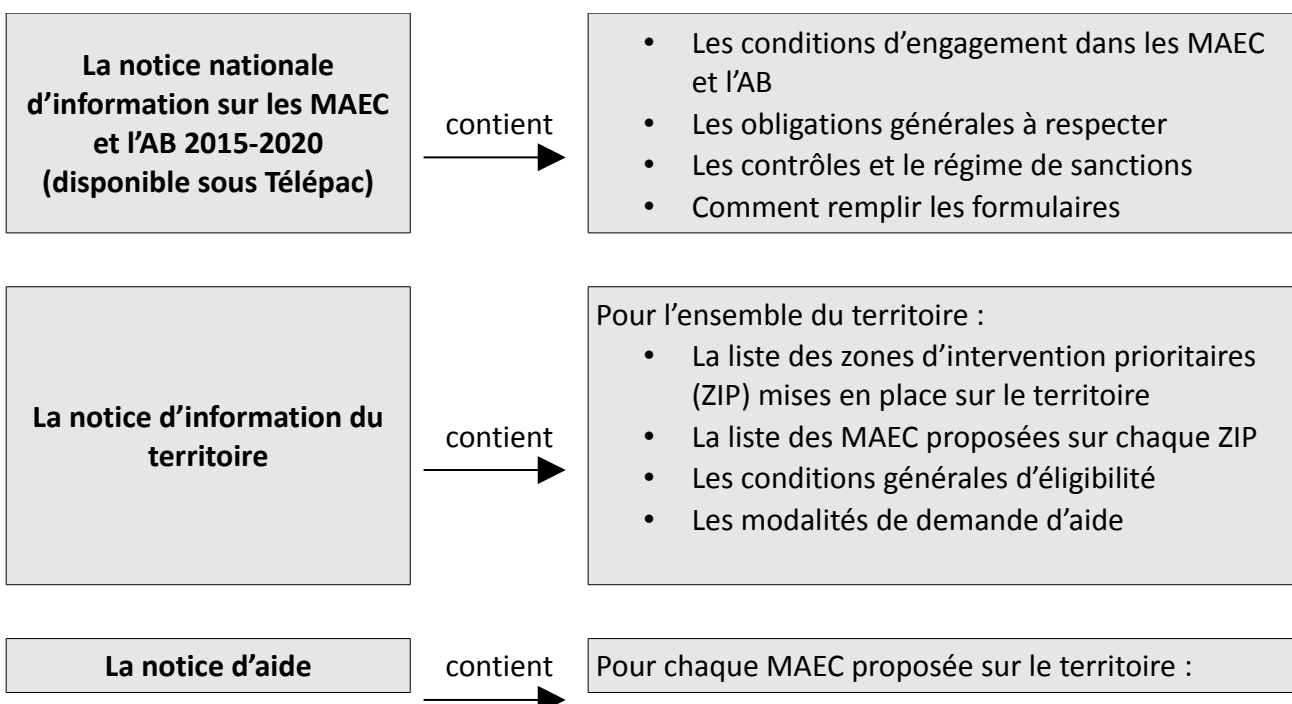 La notice nationale
d’information sur les MAEC
et l’AB 2015-2020
(disponible sous Télépac)
contient
• Les conditions d’engagement dans les MAEC
et l’AB
• Les obligations générales à respecter
• Les contrôles et le régime de sanctions
• Comment remplir les formulaires
La notice d’information du
territoire
contient
Pour l’ensemble du territoire :
• La liste des zones d’intervention prioritaires
(ZIP) mises en place sur le territoire
• La liste des MAEC proposées sur chaque ZIP
• Les conditions générales d’éligibilité
• Les modalités de demande d’aide
La notice d’aide
contient
Pour chaque MAEC proposée sur le territoire :